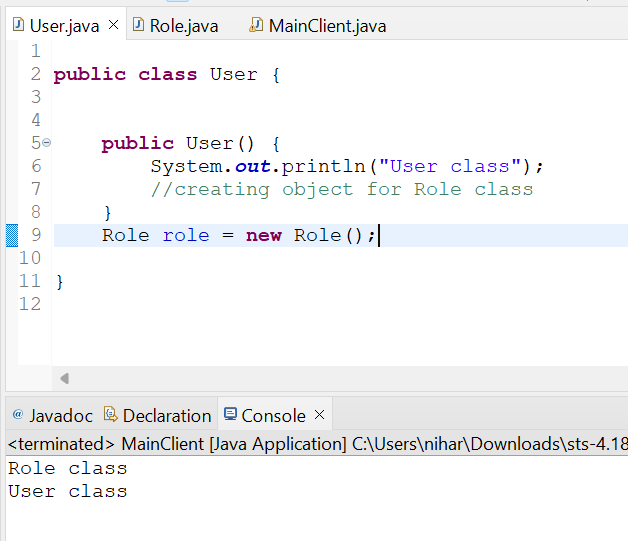 User.java Role.java MainClient.java
1
2 public class User {
3
4
5 public User() {
6 System.out.println("User class");
7 //creating object for Role class
8 }
9 Role role = new Role();
10
11 }
12
@ Javadoc Declaration Console
<terminated> MainClient [Java Application] C:\Users\nihar\Downloads\sts-4.18
Role class
User class